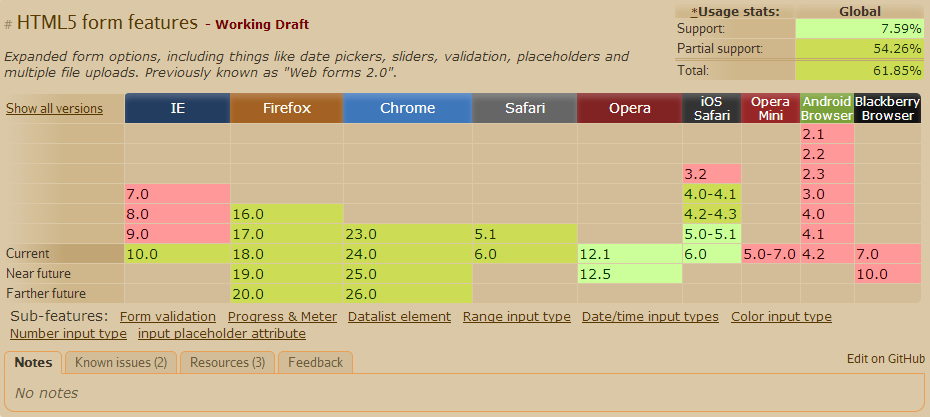 # HTML5 form features - Working Draft
*Usage stats: Global
Support: 7.59%
Partial support: 54.26%
Total: 61.85%
Expanded form options, including things like date pickers, sliders, validation, placeholders and
multiple file uploads. Previously known as "Web forms 2.0".
Show all versions IE Firefox Chrome Safari Opera iOS Safari Opera Mini Android Browser Blackberry Browser
2.1
2.2
3.2 2.3
7.0 4.0-4.1 3.0
8.0 16.0 4.2-4.3 4.0
9.0 17.0 23.0 5.1 5.0-5.1 4.1
Current 10.0 18.0 24.0 6.0 12.1 6.0 5.0-7.0 4.2 7.0
Near future 19.0 25.0 12.5 10.0
Farther future 20.0 26.0
Sub-features: Form validation Progress & Meter Datalist element Range input type Date/time input types Color input type
Number input type input placeholder attribute
Notes Known issues (2) Resources (3) Feedback Edit on GitHub
No notes